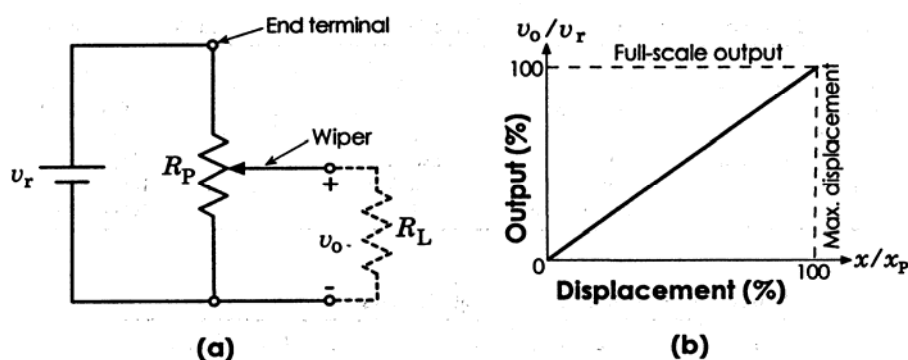 End terminal
Wiper
v_r
R_P
+
v_o
R_L
-
(a)
v_o/v_r
100
Full-scale output
Output (%)
Max. displacement
0
100
x/x_P
Displacement (%)
(b)